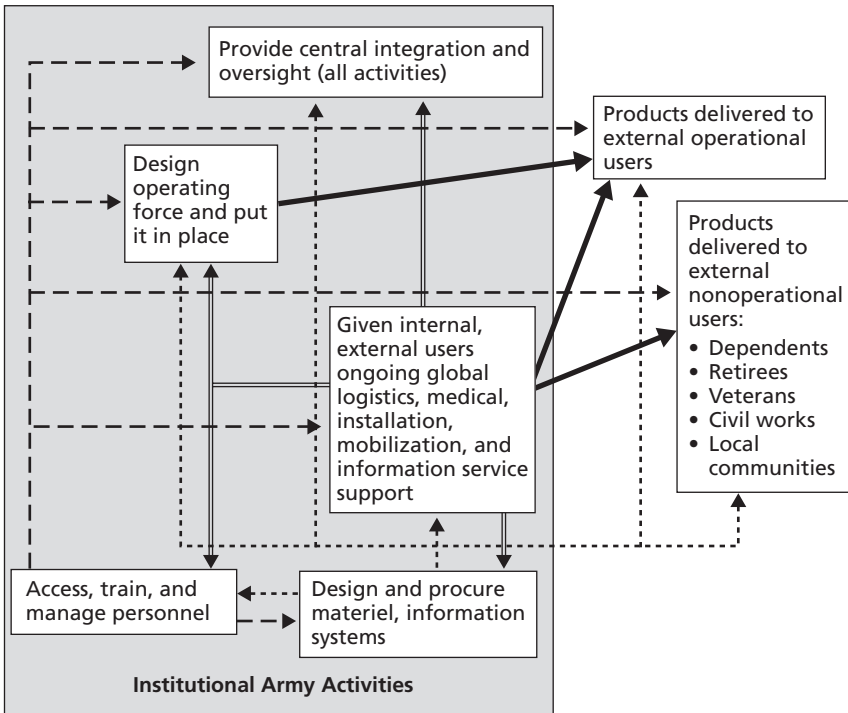 Provide central integration and
oversight (all activities)
Products delivered to
external operational
users
Design
operating
force and put
it in place
Products
delivered to
external
nonoperational
users:
• Dependents
• Retirees
• Veterans
• Civil works
• Local
communities
Given internal,
external users
ongoing global
logistics, medical,
installation,
mobilization, and
information service
support
Access, train, and
manage personnel
Design and procure
materiel, information
systems
Institutional Army Activities